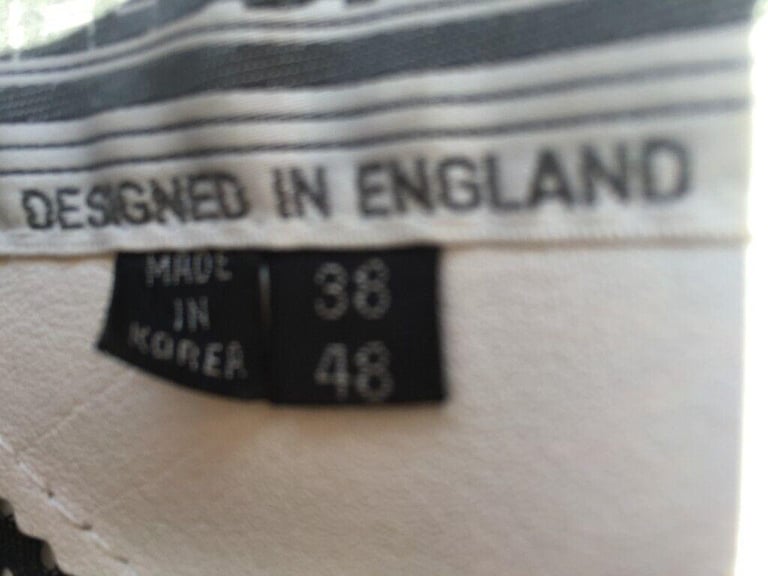 DESIGNED IN ENGLAND
MADE
IN
KOREA
38
48